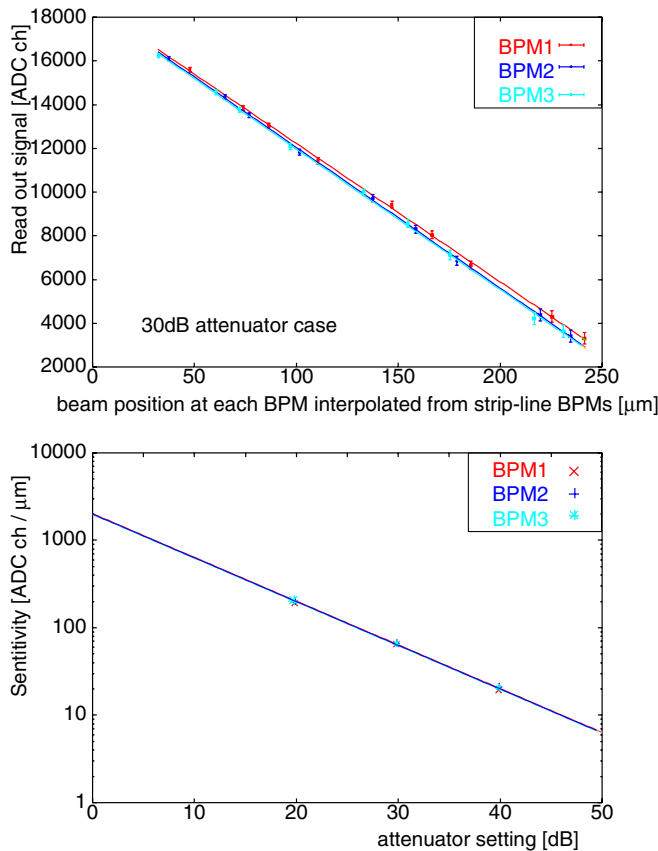 18000
16000
14000
12000
10000
8000
6000
4000
2000
Read out signal [ADC ch]
BPM1
BPM2
BPM3
30dB attenuator case
0 50 100 150 200 250
beam position at each BPM interpolated from strip-line BPMs [μm]
10000
1000
100
10
1
Sentitivity [ADC ch / μm]
BPM1
BPM2
BPM3
0 10 20 30 40 50
attenuator setting [dB]